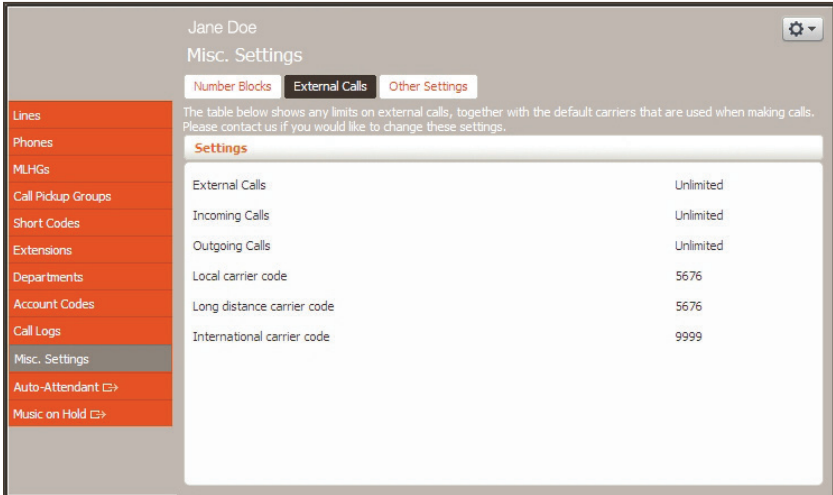 Jane Doe
Misc. Settings
Number Blocks External Calls Other Settings
The table below shows any limits on external calls, together with the default carriers that are used when making calls.
Please contact us if you would like to change these settings.
Lines
Phones
MLHGs
Call Pickup Groups
Short Codes
Extensions
Departments
Account Codes
Call Logs
Misc. Settings
Auto-Attendant
Music on Hold
Settings
External Calls Unlimited
Incoming Calls Unlimited
Outgoing Calls Unlimited
Local carrier code 5676
Long distance carrier code 5676
International carrier code 9999